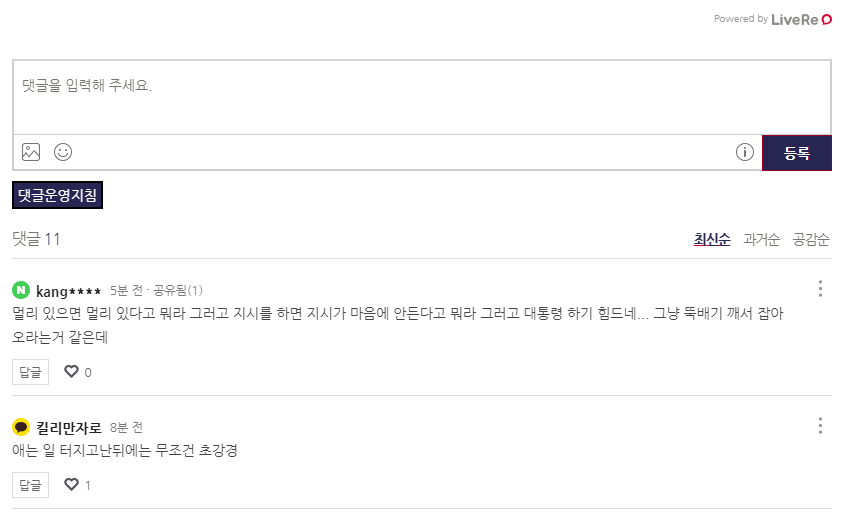 Powered by LiveRe
댓글을 입력해 주세요.
등록
댓글운영지침
댓글 11
최신순 과거순 공감순
N kang**** 5분 전 · 공유됨(1)
멀리 있으면 멀리 있다고 뭐라 그러고 지시를 하면 지시가 마음에 안든다고 뭐라 그러고 대통령 하기 힘드네... 그냥 뚝배기 깨서 잡아
오라는거 같은데
답글 0
킬리만자로 8분 전
애는 일 터지고난뒤에는 무조건 초강경
답글 1